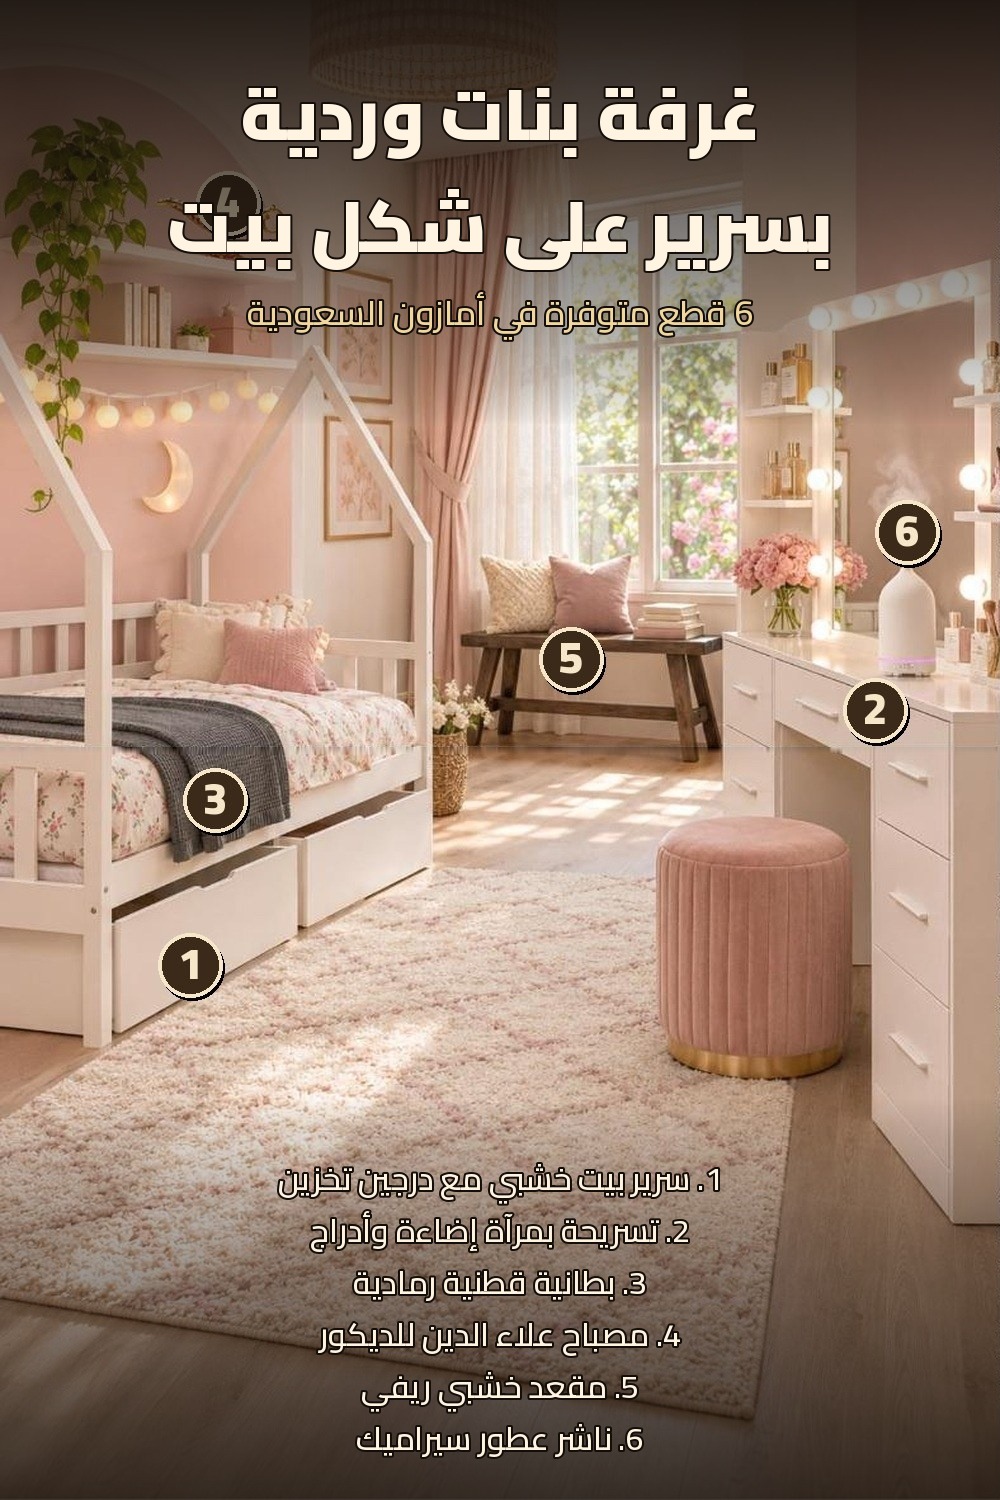 غرفة بنات وردية
4
بسرير على شكل بيت
6 قطع متوفرة في أمازون السعودية
6
5
2
3
1
1. سرير بيت خشبي مع درجين تخزين
2. تسريحة بمرآة إضاءة وأدراج
3. بطانية قطنية رمادية
4. مصباح علاء الدين للديكور
5. مقعد خشبي ريفي
6. ناشر عطور سيراميك